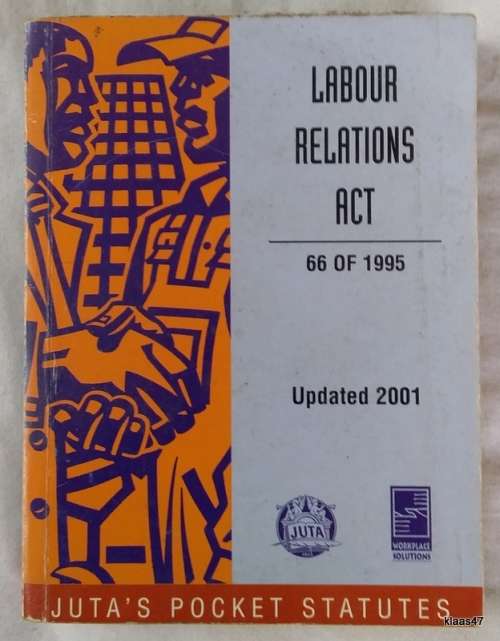 LABOUR
RELATIONS
ACT
66 OF 1995
Updated 2001
JUTA
WORKPLACE
SOLUTIONS
JUTA'S POCKET STATUTES
klaas47